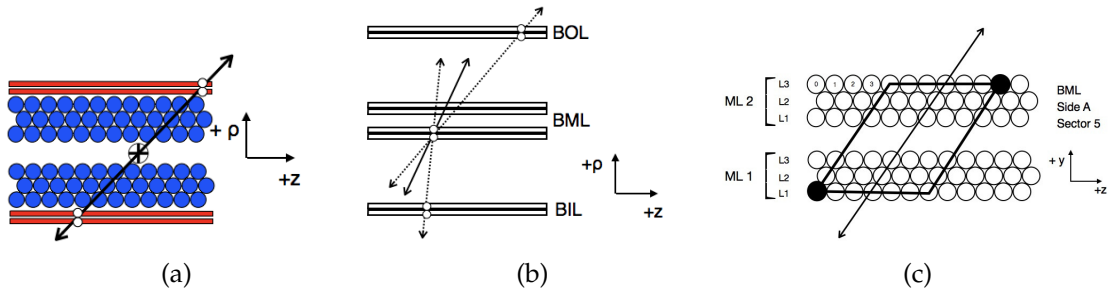 + ρ
+z
(a)
BOL
BML
BIL
+ρ
+z
(b)
ML 2
L3
L2
L1
0 1 2 3
ML 1
L3
L2
L1
BML
Side A
Sector 5
+ y
+z
(c)